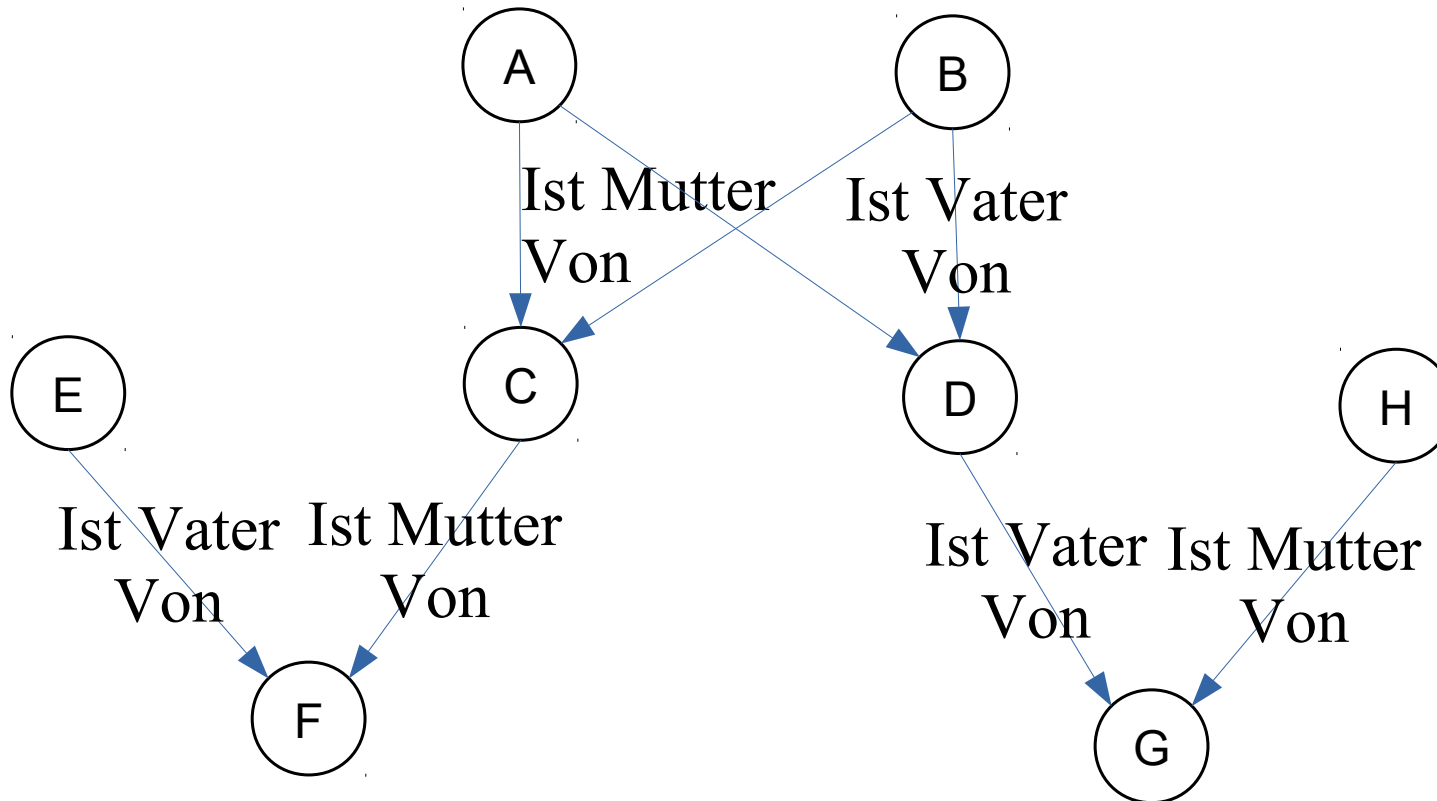 A
B
Ist Mutter
Von
Ist Vater
Von
E
C
D
H
Ist Vater
Von
Ist Mutter
Von
Ist Vater
Von
Ist Mutter
Von
F
G